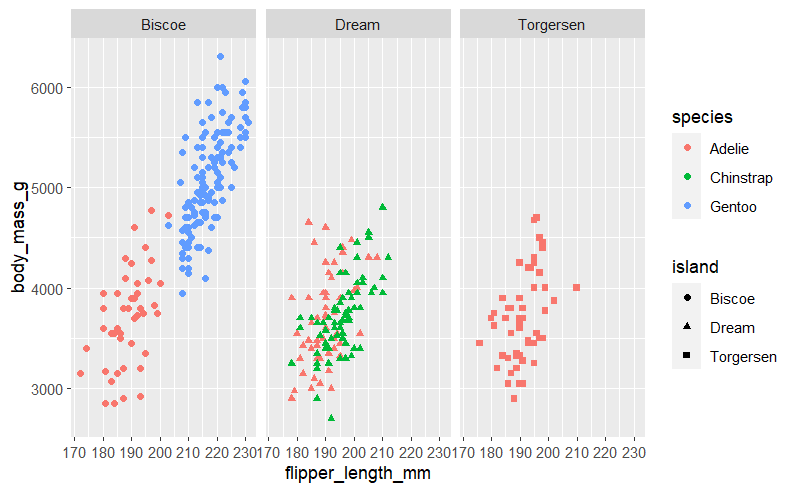 Biscoe Dream Torgersen
6000
5000
4000
3000
body_mass_g
170 180 190 200 210 220 230 170 180 190 200 210 220 230 170 180 190 200 210 220 230
flipper_length_mm
species
Adelie
Chinstrap
Gentoo
island
Biscoe
Dream
Torgersen